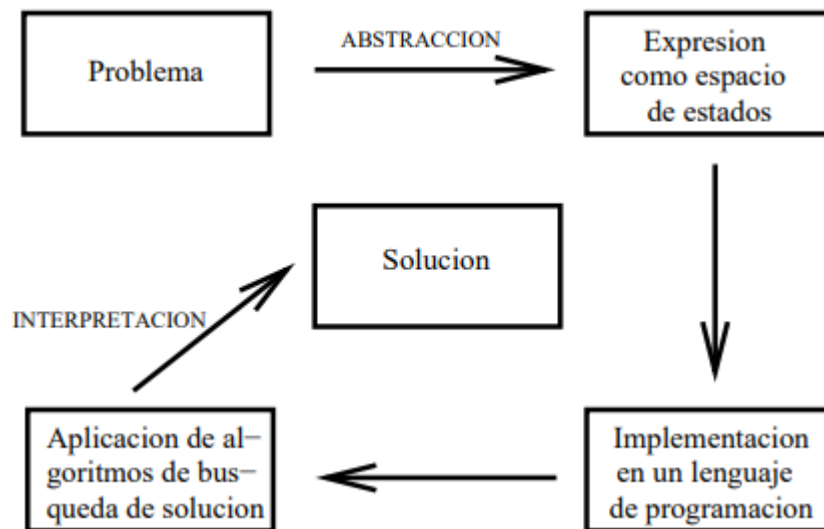 Problema
ABSTRACCION
Expresion
como espacio
de estados
Solucion
INTERPRETACION
Aplicacion de al−
goritmos de bus−
queda de solucion
Implementacion
en un lenguaje
de programacion